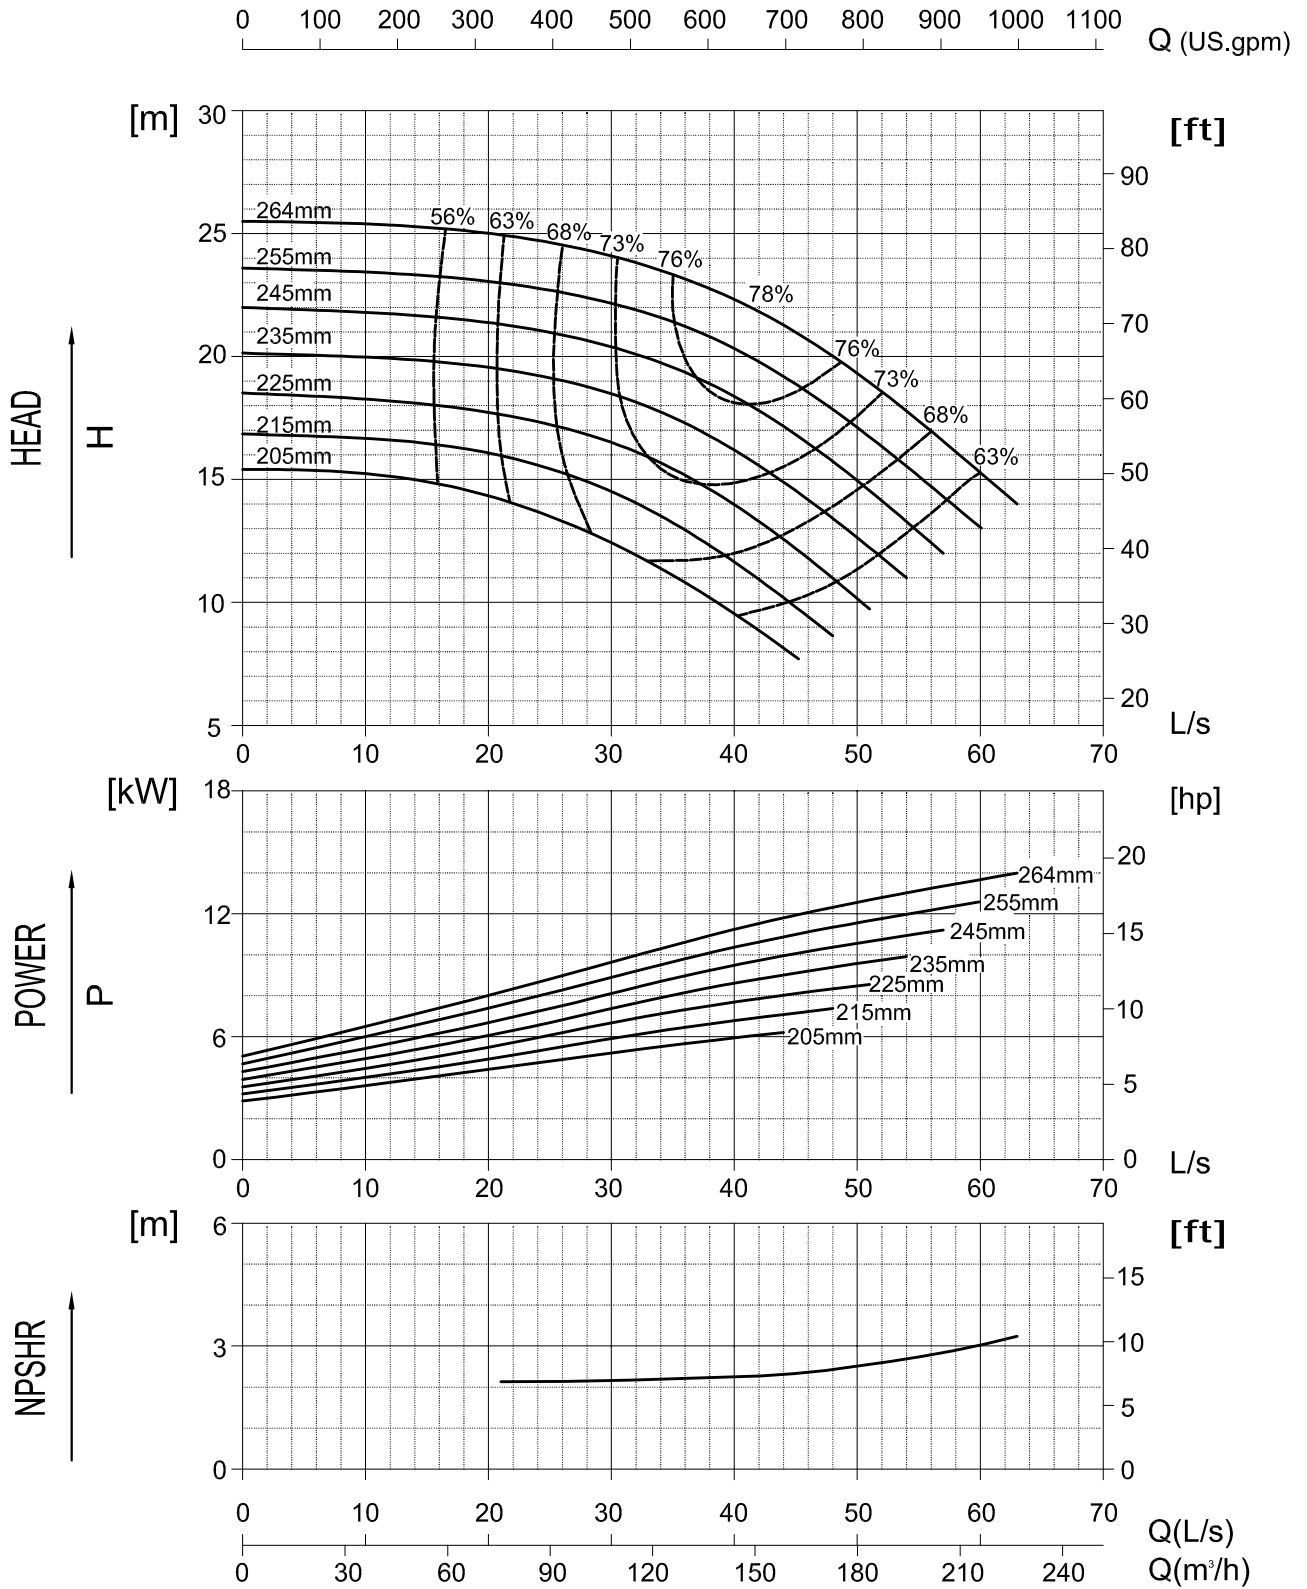 0 100 200 300 400 500 600 700 800 900 1000 1100
Q (US.gpm)
[m] 30 [ft]
90
264mm 56% 63% 68% 73% 76%
25 80
255mm
245mm 78%
70
235mm 76%
20
225mm 73%
60
215mm 68%
205mm 63%
15 50
40
10
30
20
5 L/s
0 10 20 30 40 50 60 70
HEAD
H
[kW] 18 [hp]
20
264mm
12 255mm
245mm 15
235mm
225mm
215mm 10
6 205mm
5
0 0 L/s
0 10 20 30 40 50 60 70
POWER
P
[m] 6 [ft]
15
3 10
5
0 0
NPSHR
0 10 20 30 40 50 60 70
Q(L/s)
0 30 60 90 120 150 180 210 240 Q(m³/h)